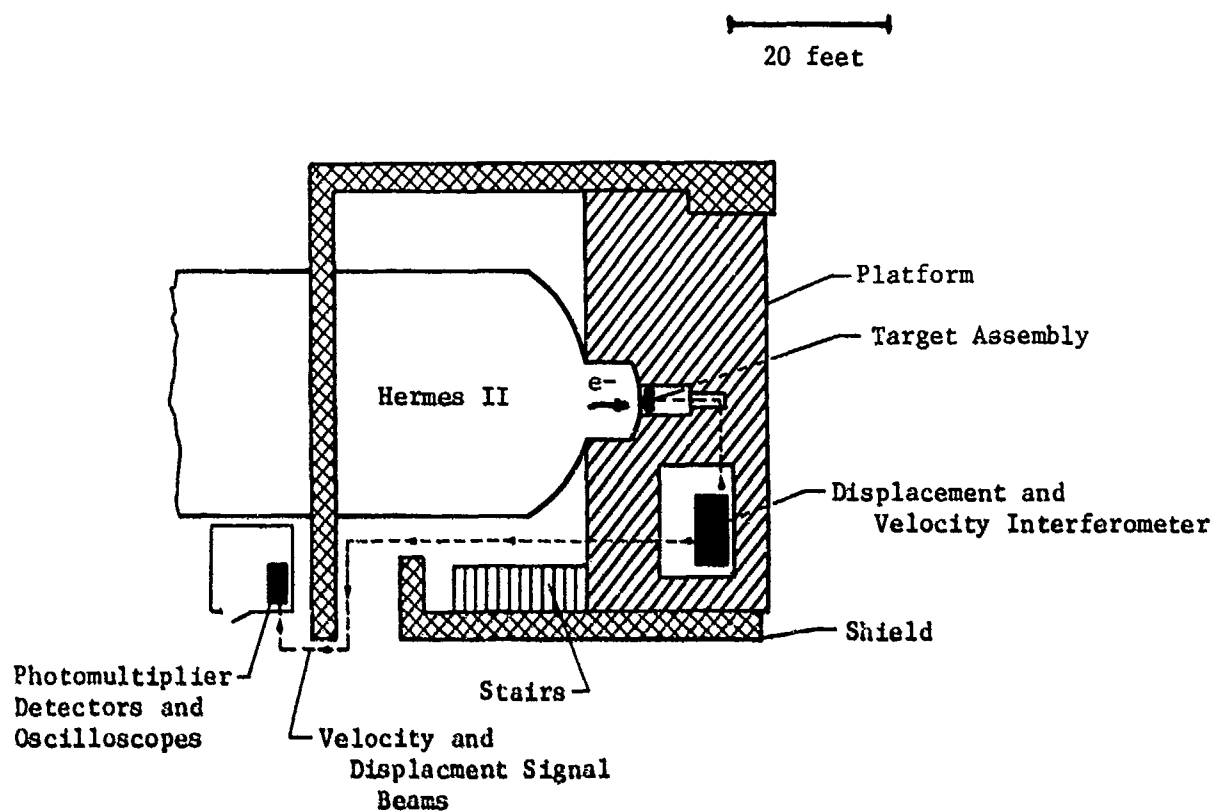 20 feet
Platform
Target Assembly
e-
Hermes II
Displacement and
Velocity Interferometer
Shield
Photomultiplier
Detectors and
Oscilloscopes
Stairs
Velocity and
Displacment Signal
Beams